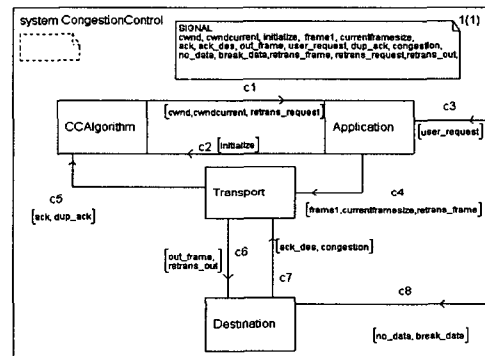 system CongestionControl
1(1)
SIGNAL
cwnd, cwndcurrent, initialize, frame1, currentframesize,
ack, ack_des, out_frame, user_request, dup_ack, congestion,
no_data, break_data,retrans_frame, retrans_request,retrans_out,
c1
CCAlgorithm
[cwnd,cwndcurrent, retrans_request]
Application
c3
[user_request]
c2
[initialize]
c5
[ack, dup_ack]
Transport
c4
[frame1,currentframesize,retrans_frame]
c6
[out_frame,
retrans_out]
[ack_des, congestion]
c7
c8
Destination
[no_data, break_data]